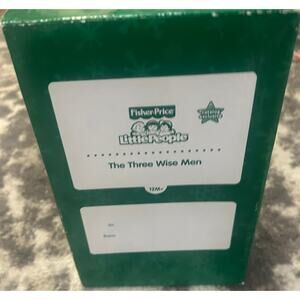 Fisher-Price
Little People
The Three Wise Men
12M+